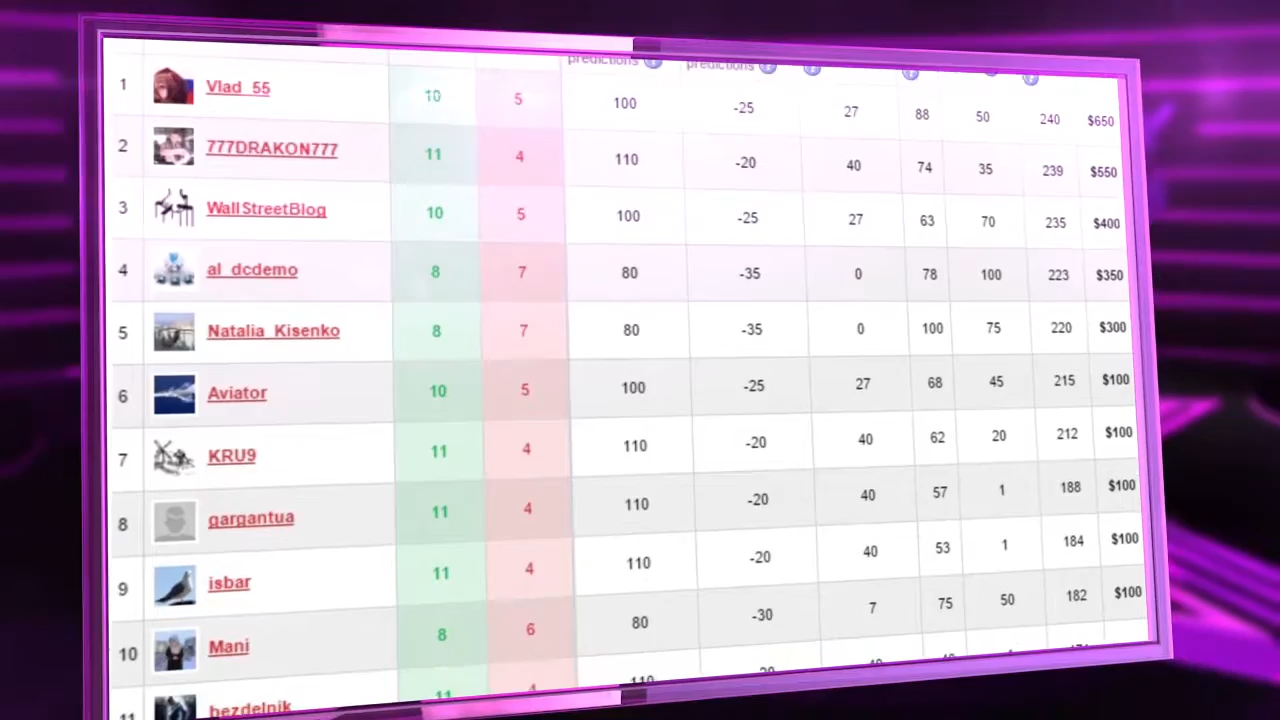 predictions predictions
1 Vlad_55 10 5 100 -25 27 88 50 240 $650
2 777DRAKON777 11 4 110 -20 40 74 35 239 $550
3 WallStreetBlog 10 5 100 -25 27 63 70 235 $400
4 al_dcdemo 8 7 80 -35 0 78 100 223 $350
5 Natalia_Kisenko 8 7 80 -35 0 100 75 220 $300
6 Aviator 10 5 100 -25 27 68 45 215 $100
7 KRU9 11 4 110 -20 40 62 20 212 $100
8 gargantua 11 4 110 -20 40 57 1 188 $100
9 isbar 11 4 110 -20 40 53 1 184 $100
10 Mani 8 6 80 -30 7 75 50 182 $100
11 bezdelnik 11 4 110